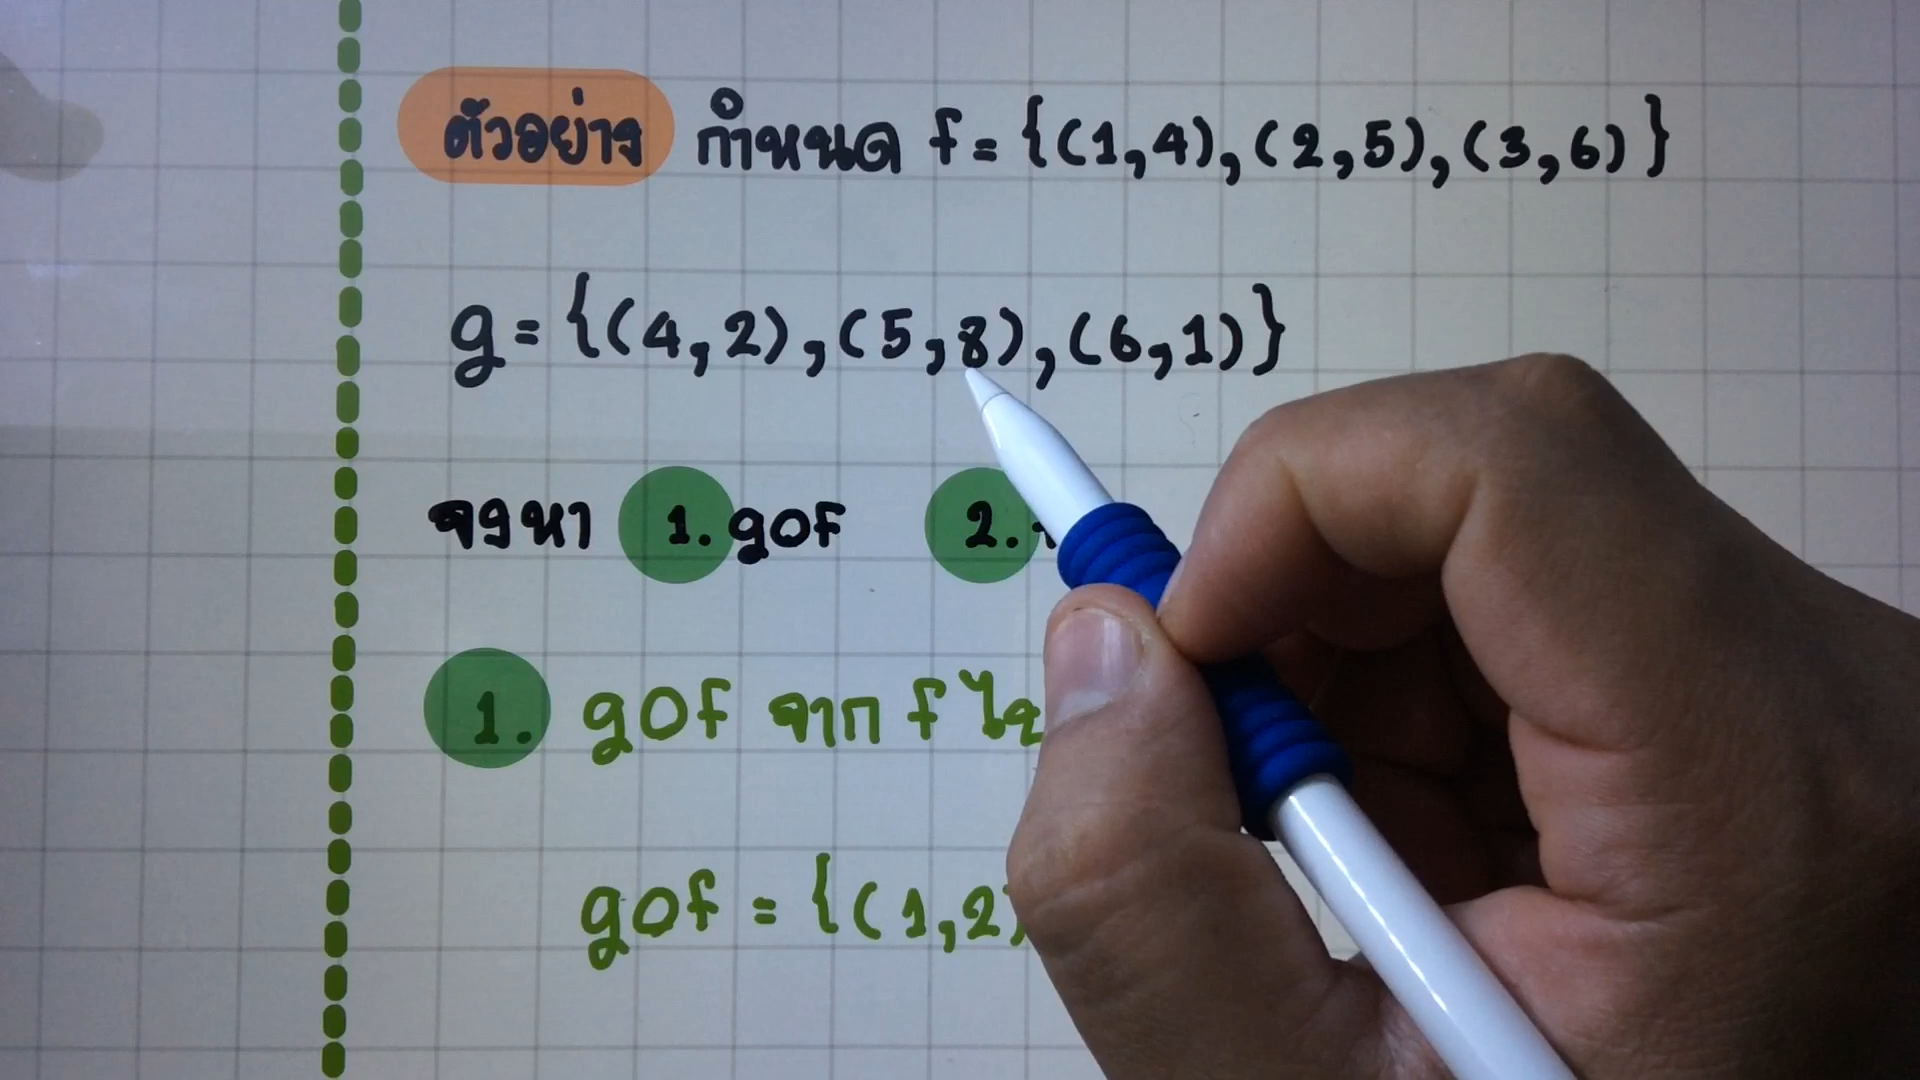 ตัวอย่าง กำหนด f = {(1,4),(2,5),(3,6)}
g = {(4,2),(5,8),(6,1)}
จงหา 1. gof 2.
1. gof จาก f ไป
gof = {(1,2)